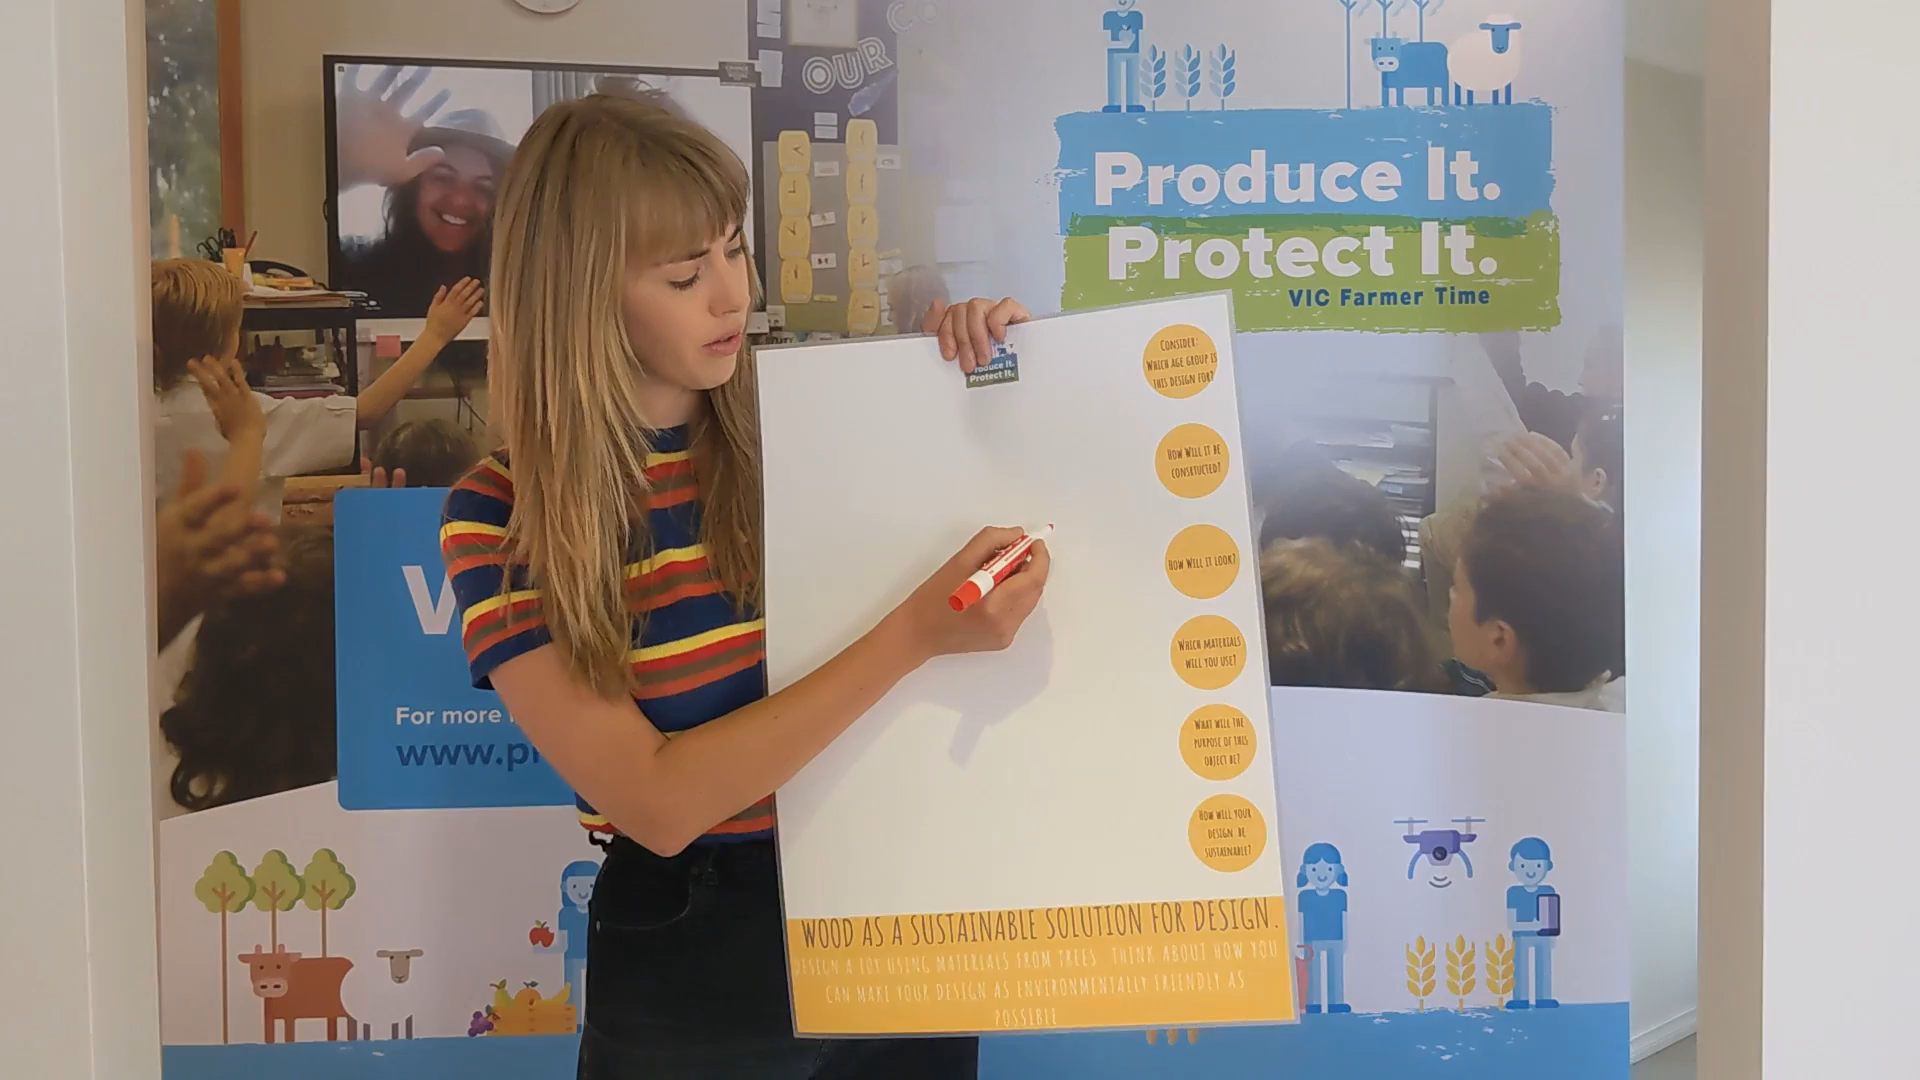 OUR
Produce It.
Protect It.
VIC Farmer Time
Produce It.
Protect It.
CONSIDER:
WHICH AGE GROUP IS
THIS DESIGN FOR?
HOW WILL IT BE
CONSRTUCTED?
HOW WILL IT LOOK?
WHICH MATERIALS
WILL YOU USE?
WHAT WILL THE
PURPOSE OF THIS
OBJECT BE?
HOW WILL YOUR
DESIGN BE
SUSTAINABLE?
For more
www.pr
WOOD AS A SUSTAINABLE SOLUTION FOR DESIGN.
DESIGN A TOY USING MATERIALS FROM TREES. THINK ABOUT HOW YOU
CAN MAKE YOUR DESIGN AS ENVIRONMENTALLY FRIENDLY AS
POSSIBLE